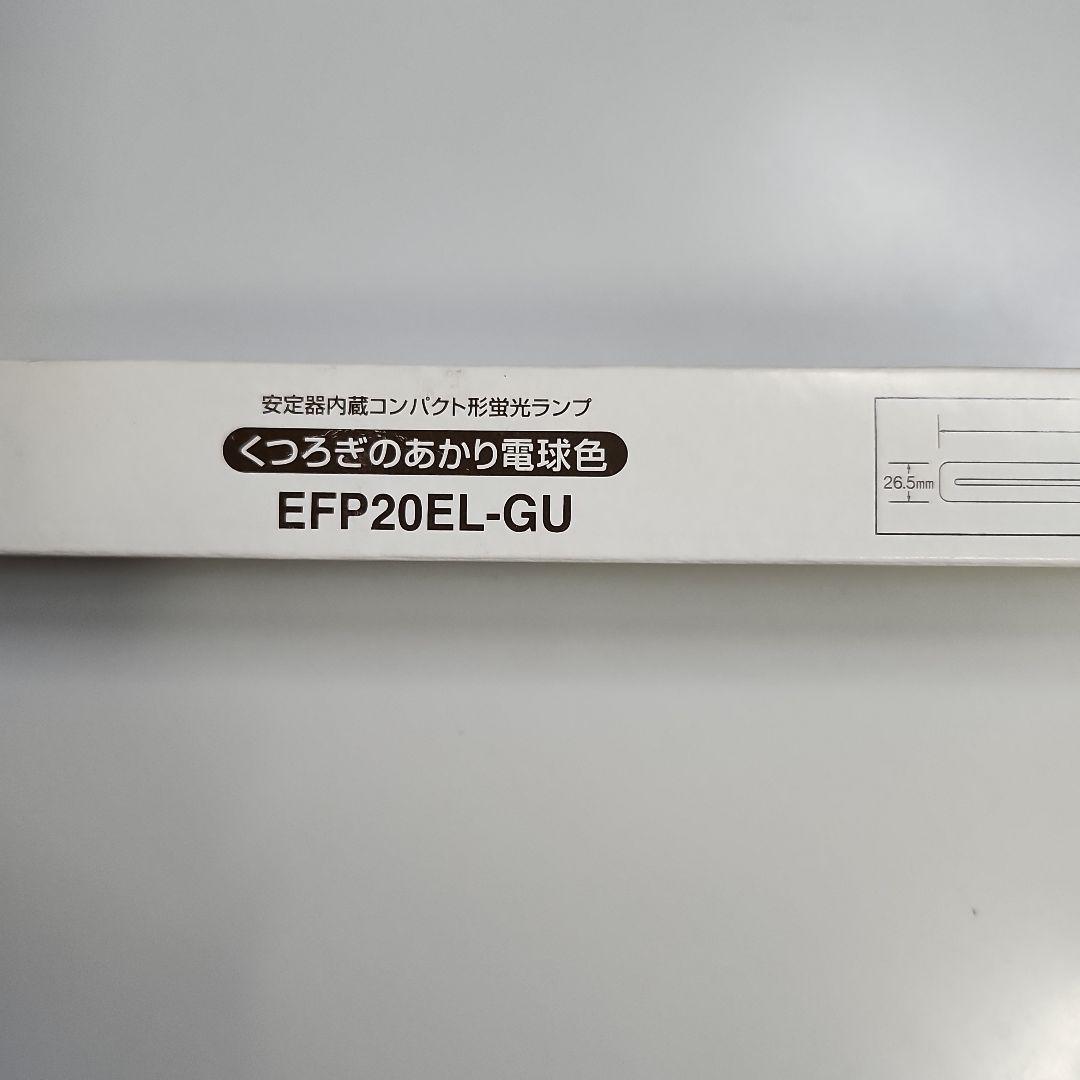 安定器内蔵コンパクト形蛍光ランプ
くつろぎのあかり電球色
EFP20EL-GU
26.5mm